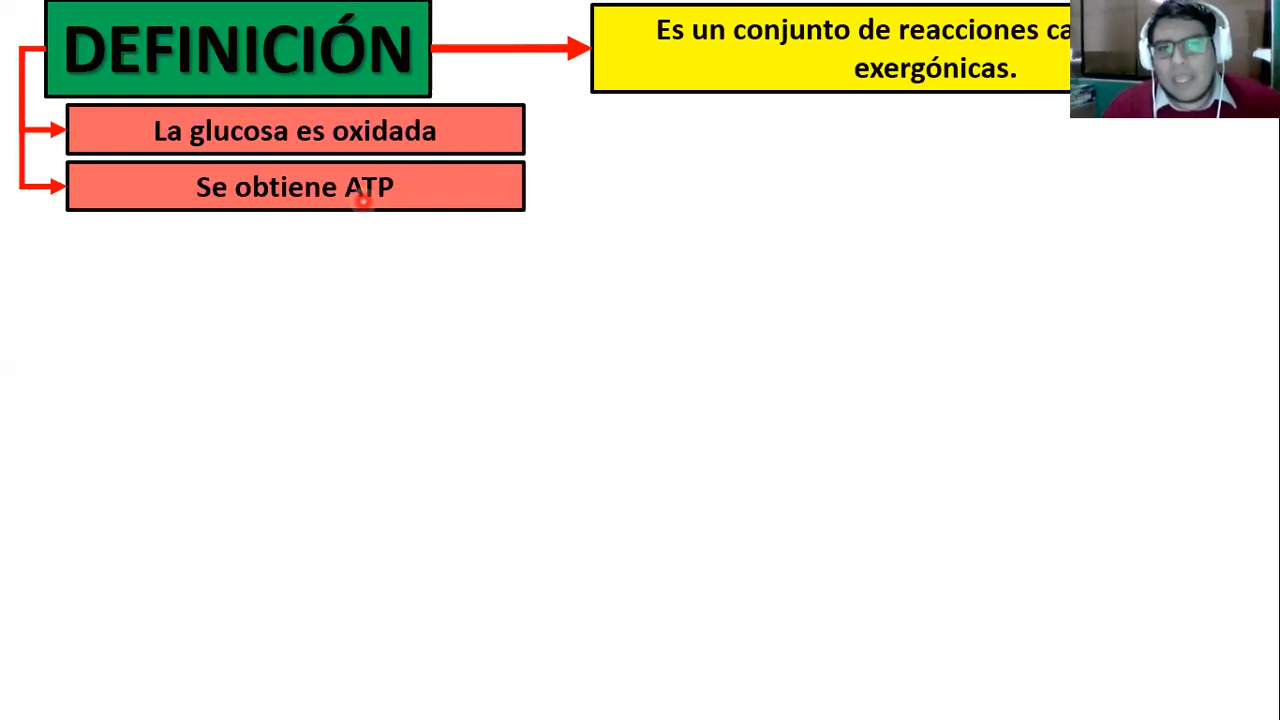 DEFINICIÓN
Es un conjunto de reacciones
exergónicas.
La glucosa es oxidada
Se obtiene ATP